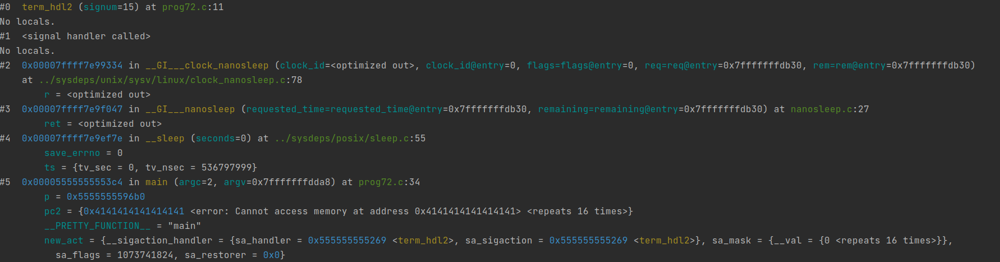 #0  term_hdl2 (signum=15) at prog72.c:11
No locals.
#1  <signal handler called>
No locals.
#2  0x00007ffff7e99334 in __GI___clock_nanosleep (clock_id=<optimized out>, clock_id@entry=0, flags=flags@entry=0, req=req@entry=0x7fffffffdb30, rem=rem@entry=0x7fffffffdb30)
    at ../sysdeps/unix/sysv/linux/clock_nanosleep.c:78
        r = <optimized out>
#3  0x00007ffff7e9f047 in __GI___nanosleep (requested_time=requested_time@entry=0x7fffffffdb30, remaining=remaining@entry=0x7fffffffdb30) at nanosleep.c:27
        ret = <optimized out>
#4  0x00007ffff7e9ef7e in __sleep (seconds=0) at ../sysdeps/posix/sleep.c:55
        save_errno = 0
        ts = {tv_sec = 0, tv_nsec = 536797999}
#5  0x00005555555553c4 in main (argc=2, argv=0x7fffffffdda8) at prog72.c:34
        p = 0x5555555596b0
        pc2 = {0x4141414141414141 <error: Cannot access memory at address 0x4141414141414141> <repeats 16 times>}
        __PRETTY_FUNCTION__ = "main"
        new_act = {__sigaction_handler = {sa_handler = 0x555555555269 <term_hdl2>, sa_sigaction = 0x555555555269 <term_hdl2>}, sa_mask = {__val = {0 <repeats 16 times>}},
          sa_flags = 1073741824, sa_restorer = 0x0}